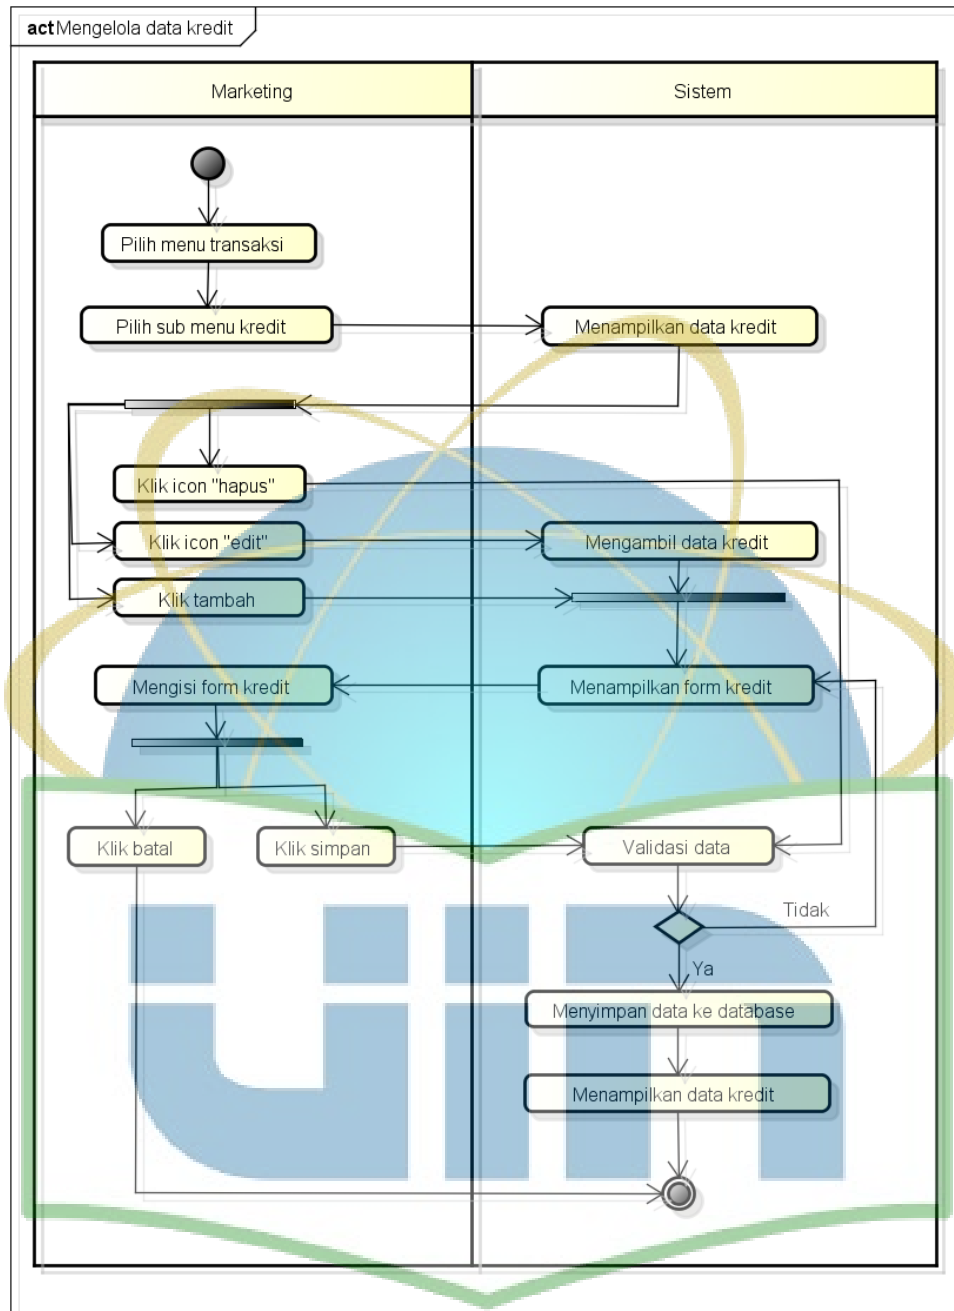 act Mengelola data kredit
Marketing
Sistem
Pilih menu transaksi
Pilih sub menu kredit
Menampilkan data kredit
Klik icon "hapus"
Klik icon "edit"
Mengambil data kredit
Klik tambah
Mengisi form kredit
Menampilkan form kredit
Klik batal
Klik simpan
Validasi data
Tidak
Ya
Menyimpan data ke database
Menampilkan data kredit
uin